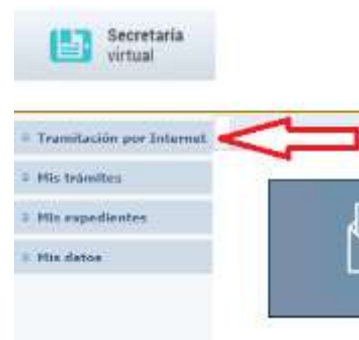 Secretaría
virtual
Tramitación por Internet
Mis trámites
Mis expedientes
Mis datos